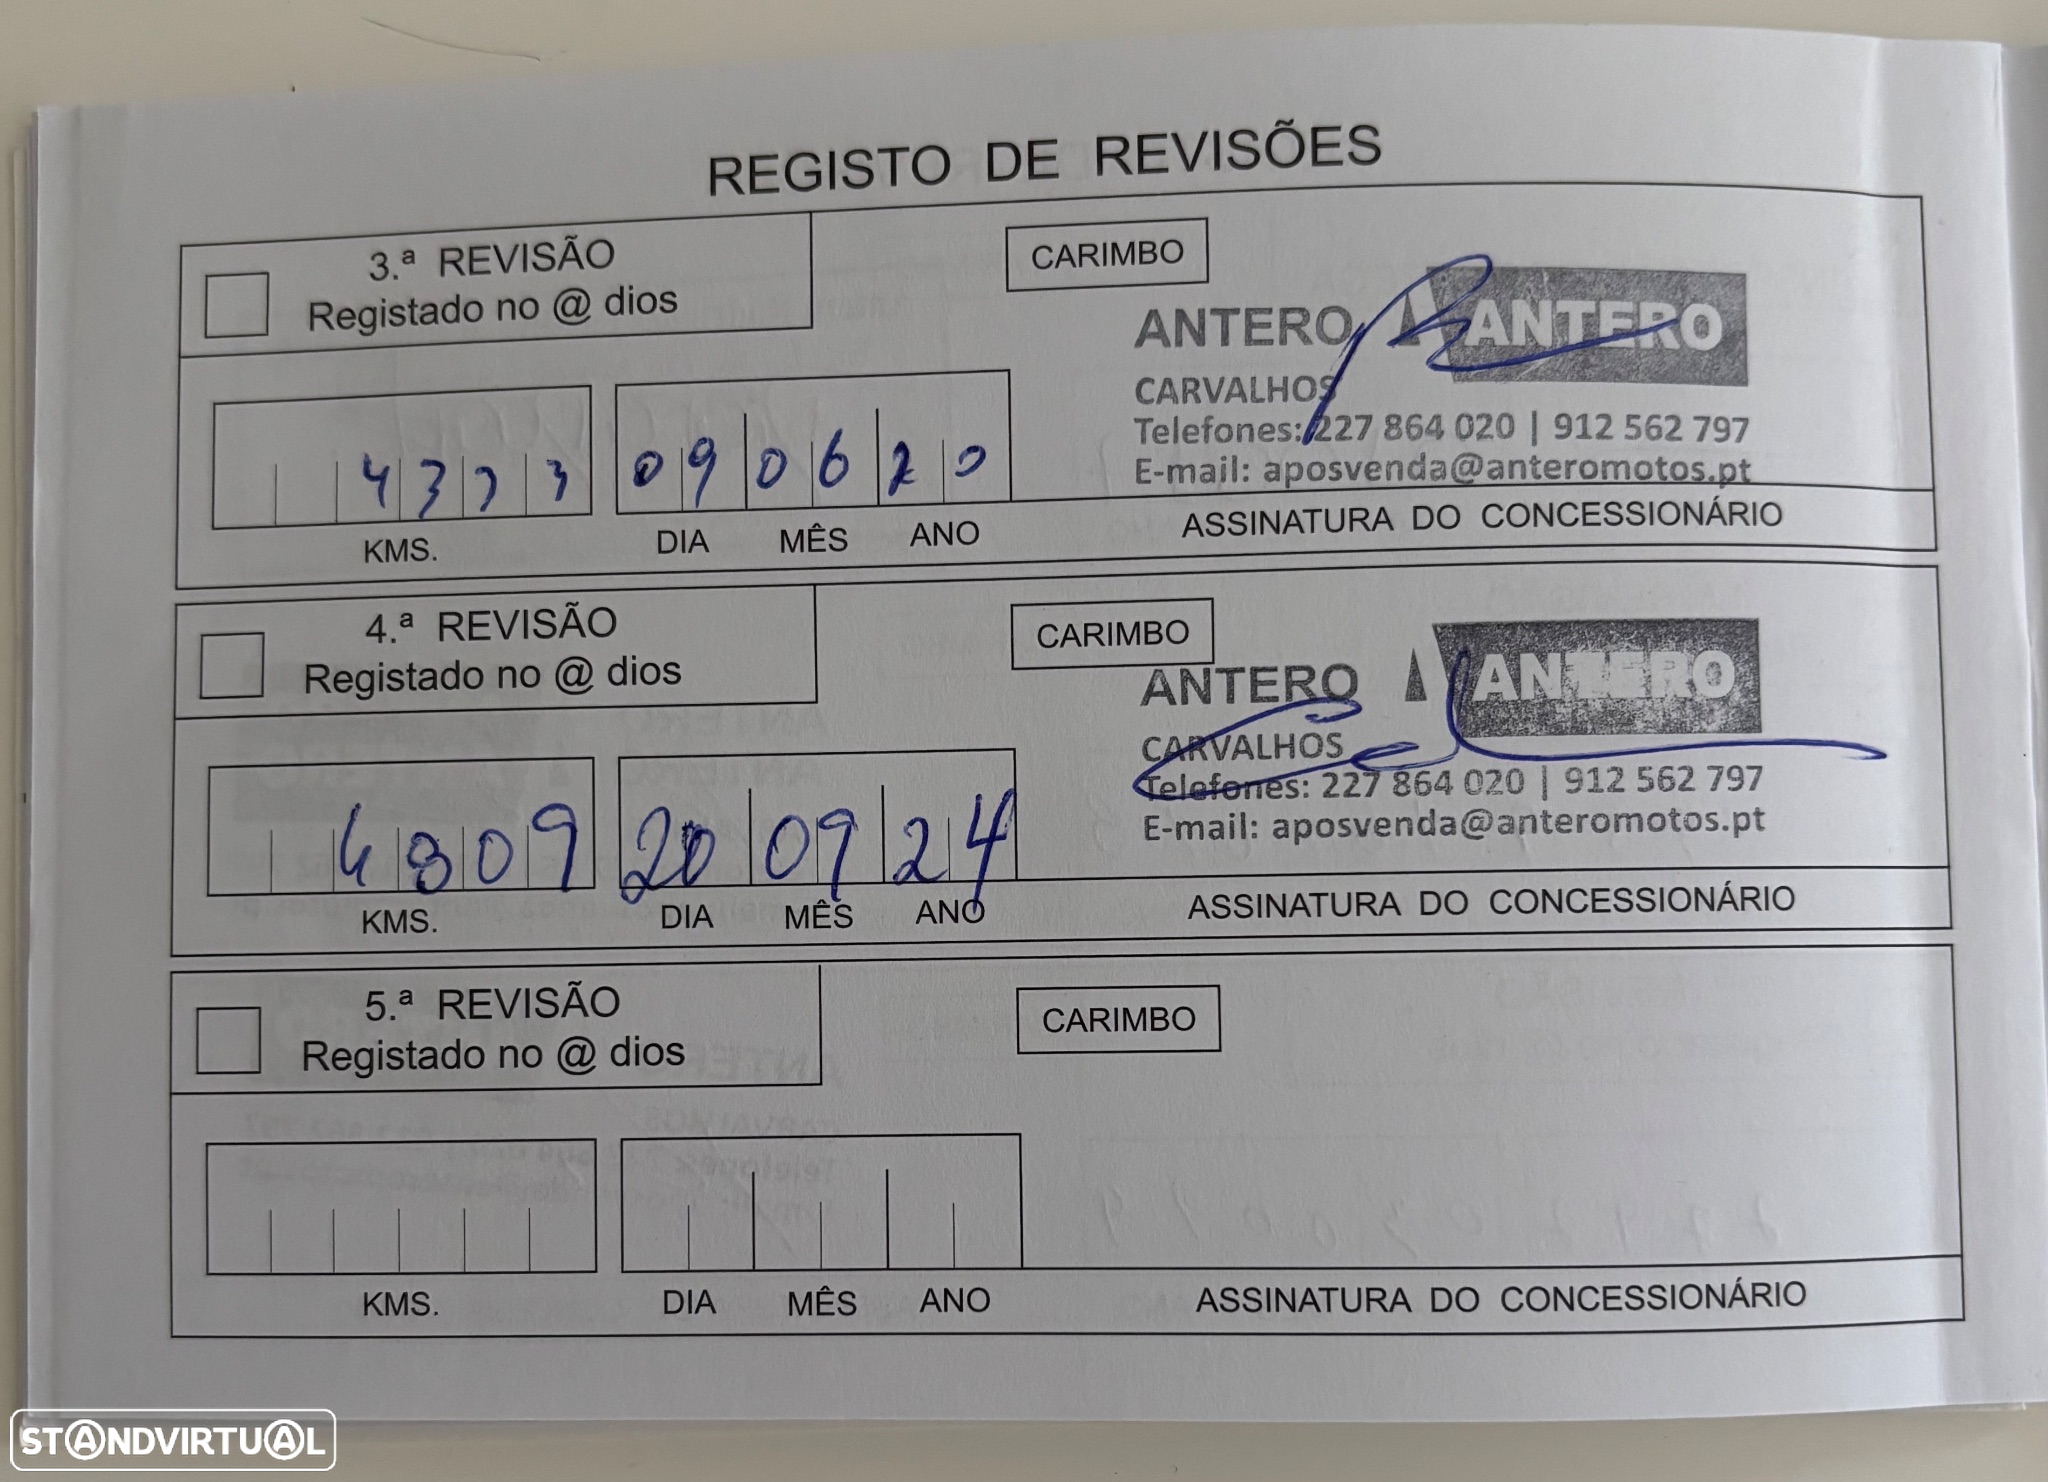 REGISTO DE REVISÕES
3.ª REVISÃO
Registado no @ dios
CARIMBO
ANTERO ANTERO
CARVALHOS
Telefones: 227 864 020 | 912 562 797
E-mail: aposvenda@anteromotos.pt
43 09 06 20
KMS. DIA MÊS ANO
ASSINATURA DO CONCESSIONÁRIO
4.ª REVISÃO
Registado no @ dios
CARIMBO
ANTERO ANTERO
CARVALHOS
Telefones: 227 864 020 | 912 562 797
E-mail: aposvenda@anteromotos.pt
4809 20 09 24
KMS. DIA MÊS ANO
ASSINATURA DO CONCESSIONÁRIO
5.ª REVISÃO
Registado no @ dios
CARIMBO
KMS. DIA MÊS ANO
ASSINATURA DO CONCESSIONÁRIO
STANDVIRTUAL